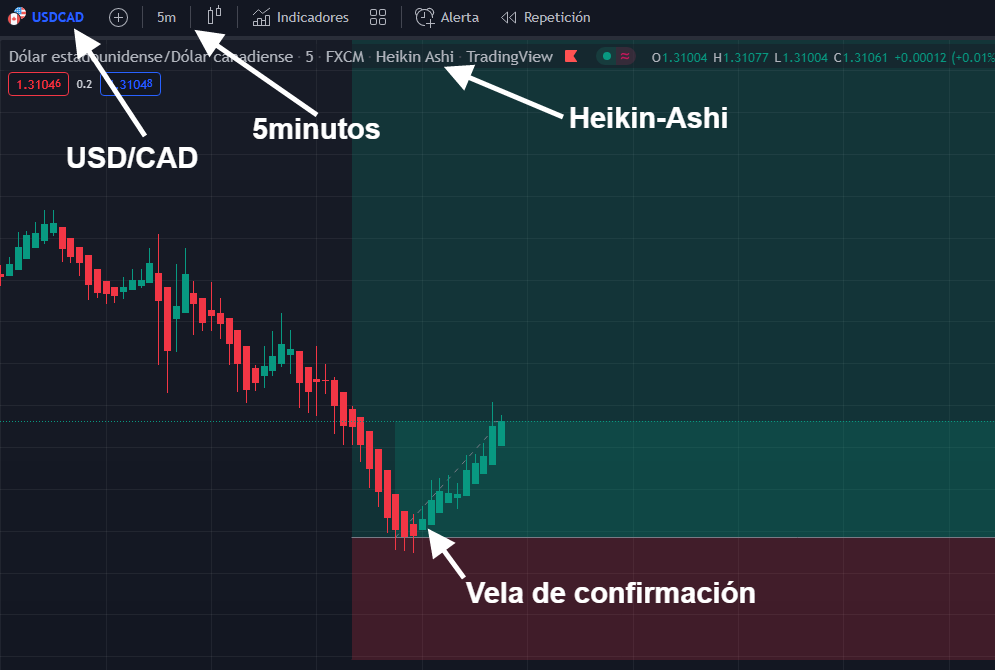 USDCAD 5m Indicadores Alerta Repetición
Dólar estadounidense/Dólar canadiense · 5 · FXCM · Heikin Ashi · TradingView O1.31004 H1.31077 L1.31004 C1.31061 +0.00012 (+0.01%
1.31046 0.2 1.31048
Heikin-Ashi
5minutos
USD/CAD
Vela de confirmación